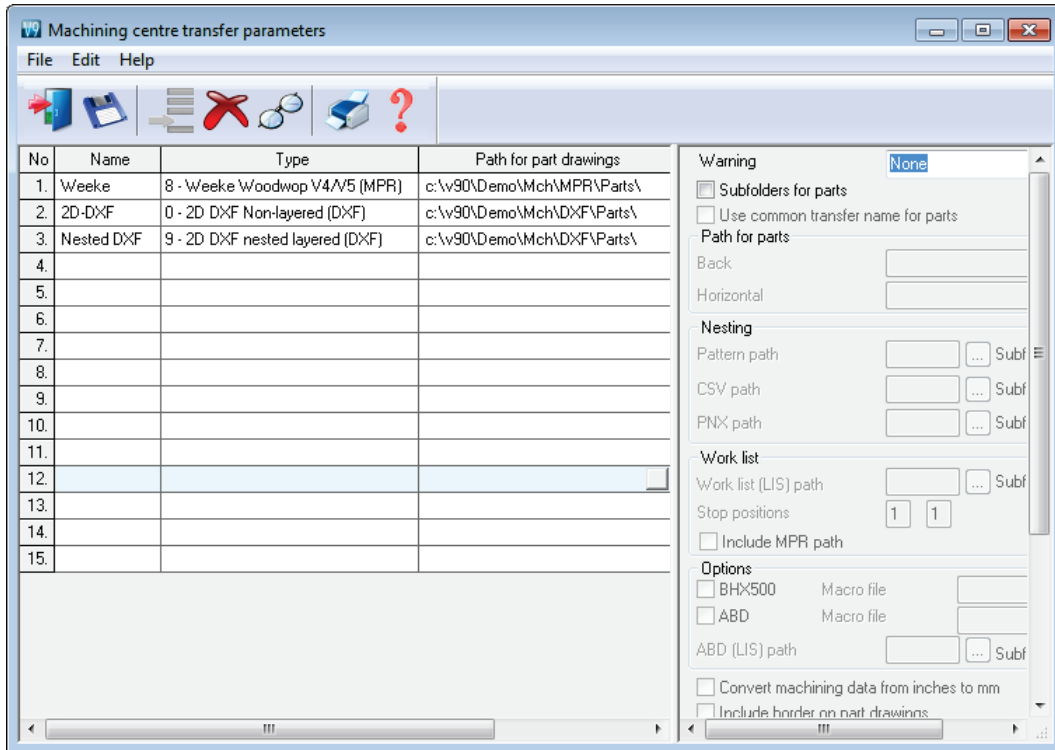 V9 Machining centre transfer parameters
File Edit Help
No Name Type Path for part drawings
1. Weeke 8 - Weeke Woodwop V4/V5 (MPR) c:\v90\Demo\Mch\MPR\Parts\
2. 2D-DXF 0 - 2D DXF Non-layered (DXF) c:\v90\Demo\Mch\DXF\Parts\
3. Nested DXF 9 - 2D DXF nested layered (DXF) c:\v90\Demo\Mch\DXF\Parts\
4.
5.
6.
7.
8.
9.
10.
11.
12.
13.
14.
15.
Warning None
Subfolders for parts
Use common transfer name for parts
Path for parts
Back
Horizontal
Nesting
Pattern path ... Subf
CSV path ... Subf
PNX path ... Subf
Work list
Work list (LIS) path ... Subf
Stop positions 1 1
Include MPR path
Options
BHX500 Macro file
ABD Macro file
ABD (LIS) path ... Subf
Convert machining data from inches to mm
Include border on part drawings